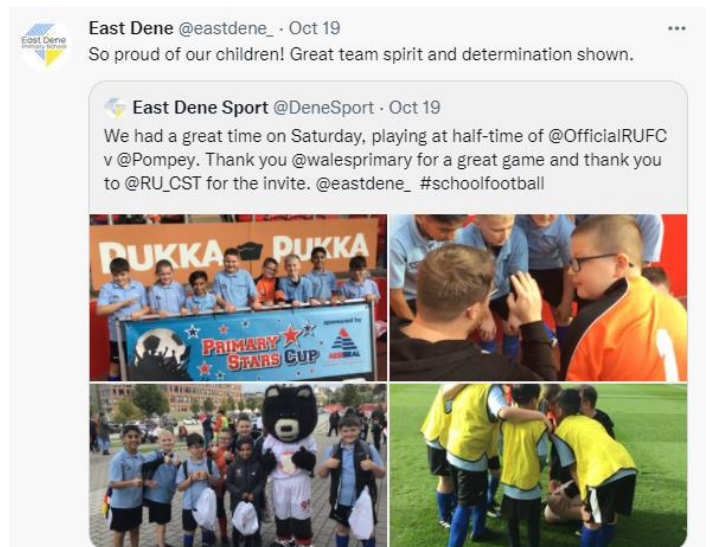 East Dene @eastdene_ · Oct 19
East Dene
Primary School
So proud of our children! Great team spirit and determination shown.
East Dene Sport @DeneSport · Oct 19
We had a great time on Saturday, playing at half-time of @OfficialRUFC
v @Pompey. Thank you @walesprimary for a great game and thank you
to @RU_CST for the invite. @eastdene_ #schoolfootball
PUKKA PUKKA
sponsored by
PRIMARY
STARS CUP
AESSEAL